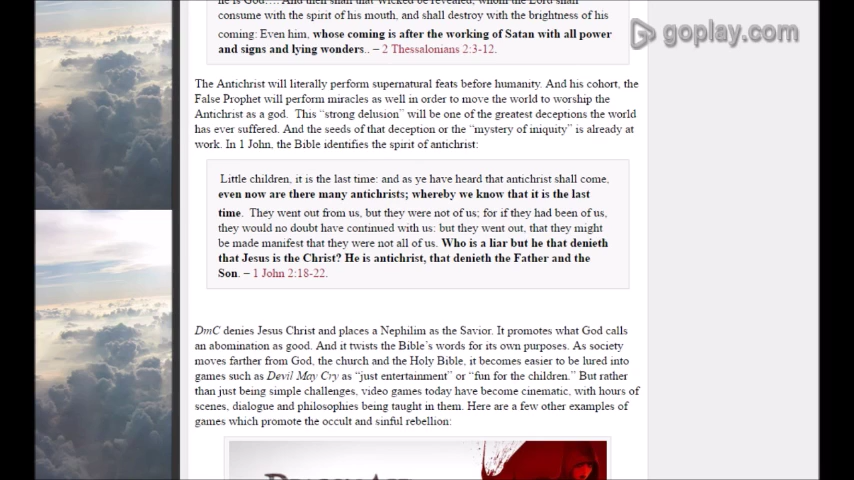 he is God…. And then shall that Wicked be revealed, whom the Lord shall
consume with the spirit of his mouth, and shall destroy with the brightness of his
coming: Even him, whose coming is after the working of Satan with all power
and signs and lying wonders.. – 2 Thessalonians 2:3-12.
goplay.com
The Antichrist will literally perform supernatural feats before humanity. And his cohort, the
False Prophet will perform miracles as well in order to move the world to worship the
Antichrist as a god.  This “strong delusion” will be one of the greatest deceptions the world
has ever suffered. And the seeds of that deception or the “mystery of iniquity” is already at
work. In 1 John, the Bible identifies the spirit of antichrist:
Little children, it is the last time: and as ye have heard that antichrist shall come,
even now are there many antichrists; whereby we know that it is the last
time.  They went out from us, but they were not of us; for if they had been of us,
they would no doubt have continued with us: but they went out, that they might
be made manifest that they were not all of us. Who is a liar but he that denieth
that Jesus is the Christ? He is antichrist, that denieth the Father and the
Son. – 1 John 2:18-22.
DmC denies Jesus Christ and places a Nephilim as the Savior. It promotes what God calls
an abomination as good. And it twists the Bible’s words for its own purposes. As society
moves farther from God, the church and the Holy Bible, it becomes easier to be lured into
games such as Devil May Cry as “just entertainment” or “fun for the children.” But rather
than just being simple challenges, video games today have become cinematic, with hours of
scenes, dialogue and philosophies being taught in them. Here are a few other examples of
games which promote the occult and sinful rebellion: